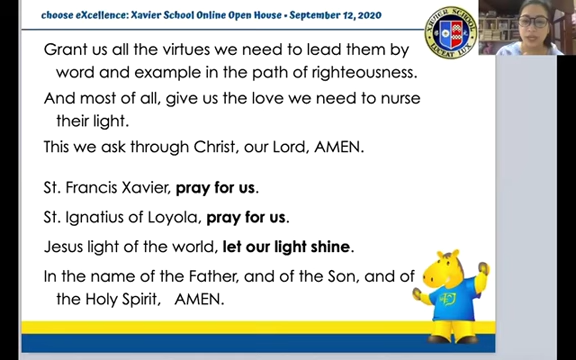 choose eXcellence: Xavier School Online Open House • September 12, 2020
Grant us all the virtues we need to lead them by
word and example in the path of righteousness.
And most of all, give us the love we need to nurse
their light.
This we ask through Christ, our Lord, AMEN.
St. Francis Xavier, pray for us.
St. Ignatius of Loyola, pray for us.
Jesus light of the world, let our light shine.
In the name of the Father, and of the Son, and of
the Holy Spirit, AMEN.
XAVIER SCHOOL
LUCEAT LUX